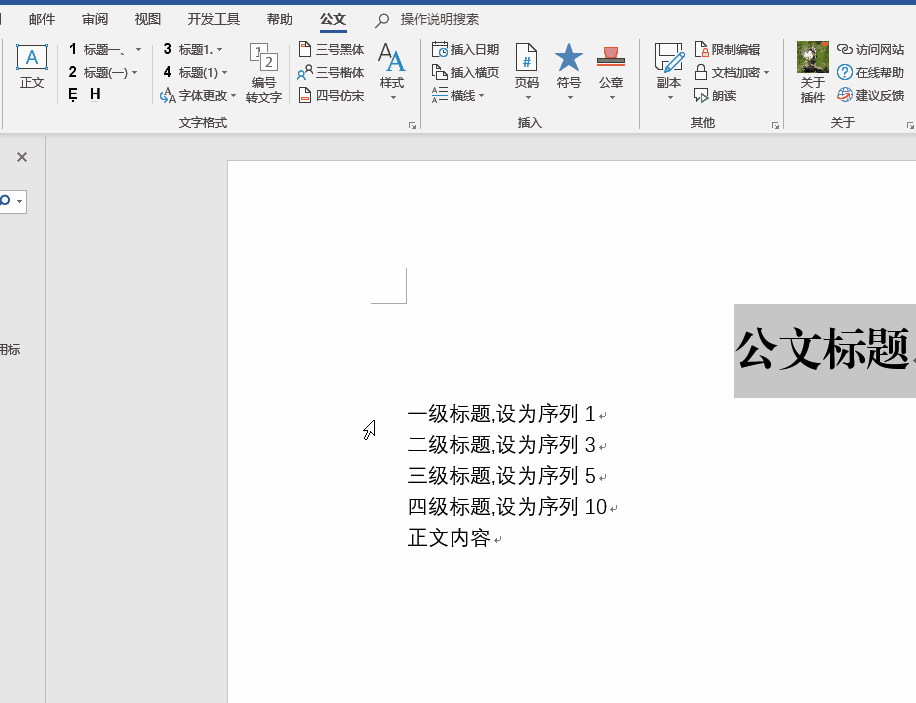 邮件 审阅 视图 开发工具 帮助 公文 操作说明搜索
1 标题一、 3 标题1. 三号黑体 插入日期 限制编辑 访问网站
2 标题(一) 4 标题(1) 三号楷体 插入横页 文档加密 在线帮助
E H 字体更改 四号仿宋 横线 朗读 建议反馈
正文 编号 转文字 样式 页码 符号 公章 副本 关于 插件
文字格式 插入 其他 关于
用标
公文标题
一级标题,设为序列 1
二级标题,设为序列 3
三级标题,设为序列 5
四级标题,设为序列 10
正文内容